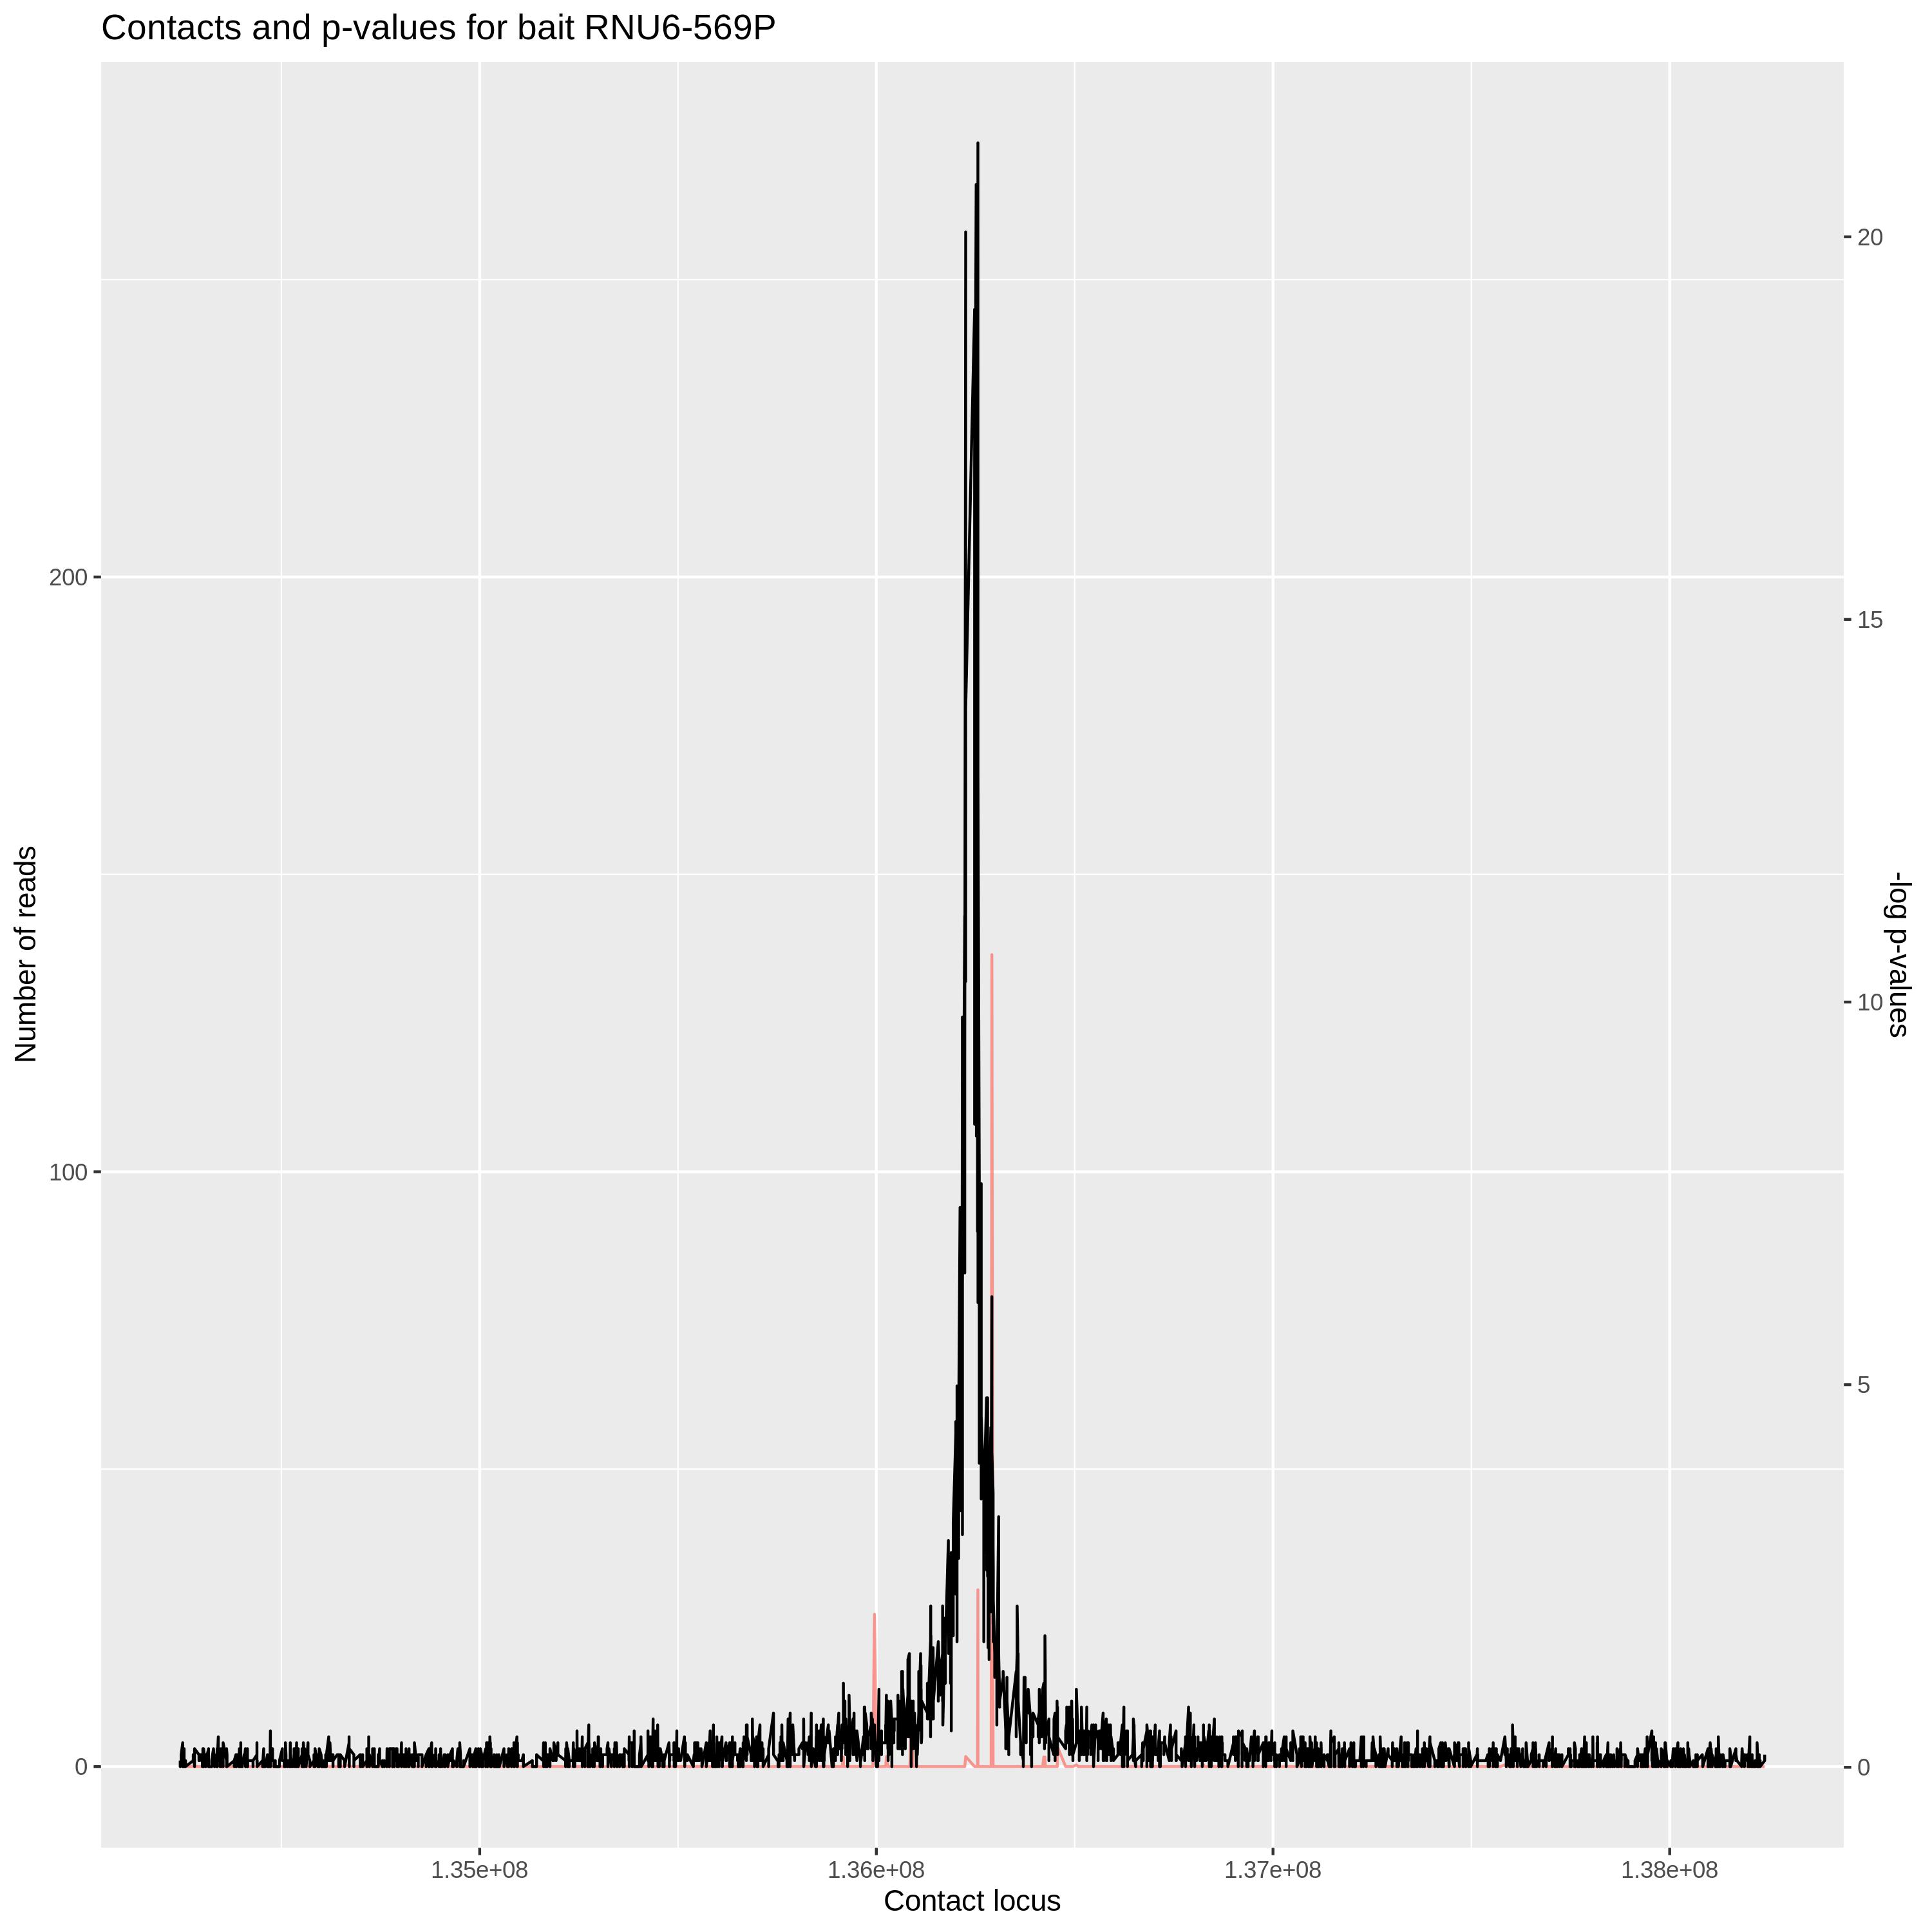 Contacts and p-values for bait RNU6-569P
Number of reads
200
100
0
20
15
10
5
0
-log p-values
1.35e+08
1.36e+08
1.37e+08
1.38e+08
Contact locus